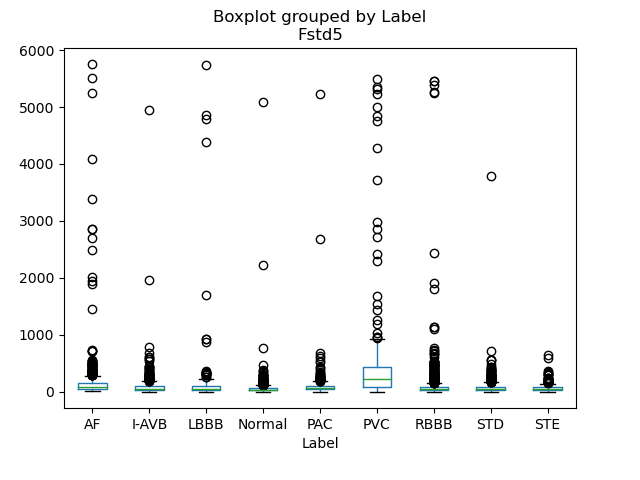 Boxplot grouped by Label
Fstd5
6000
5000
4000
3000
2000
1000
0
AF I-AVB LBBB Normal PAC PVC RBBB STD STE
Label